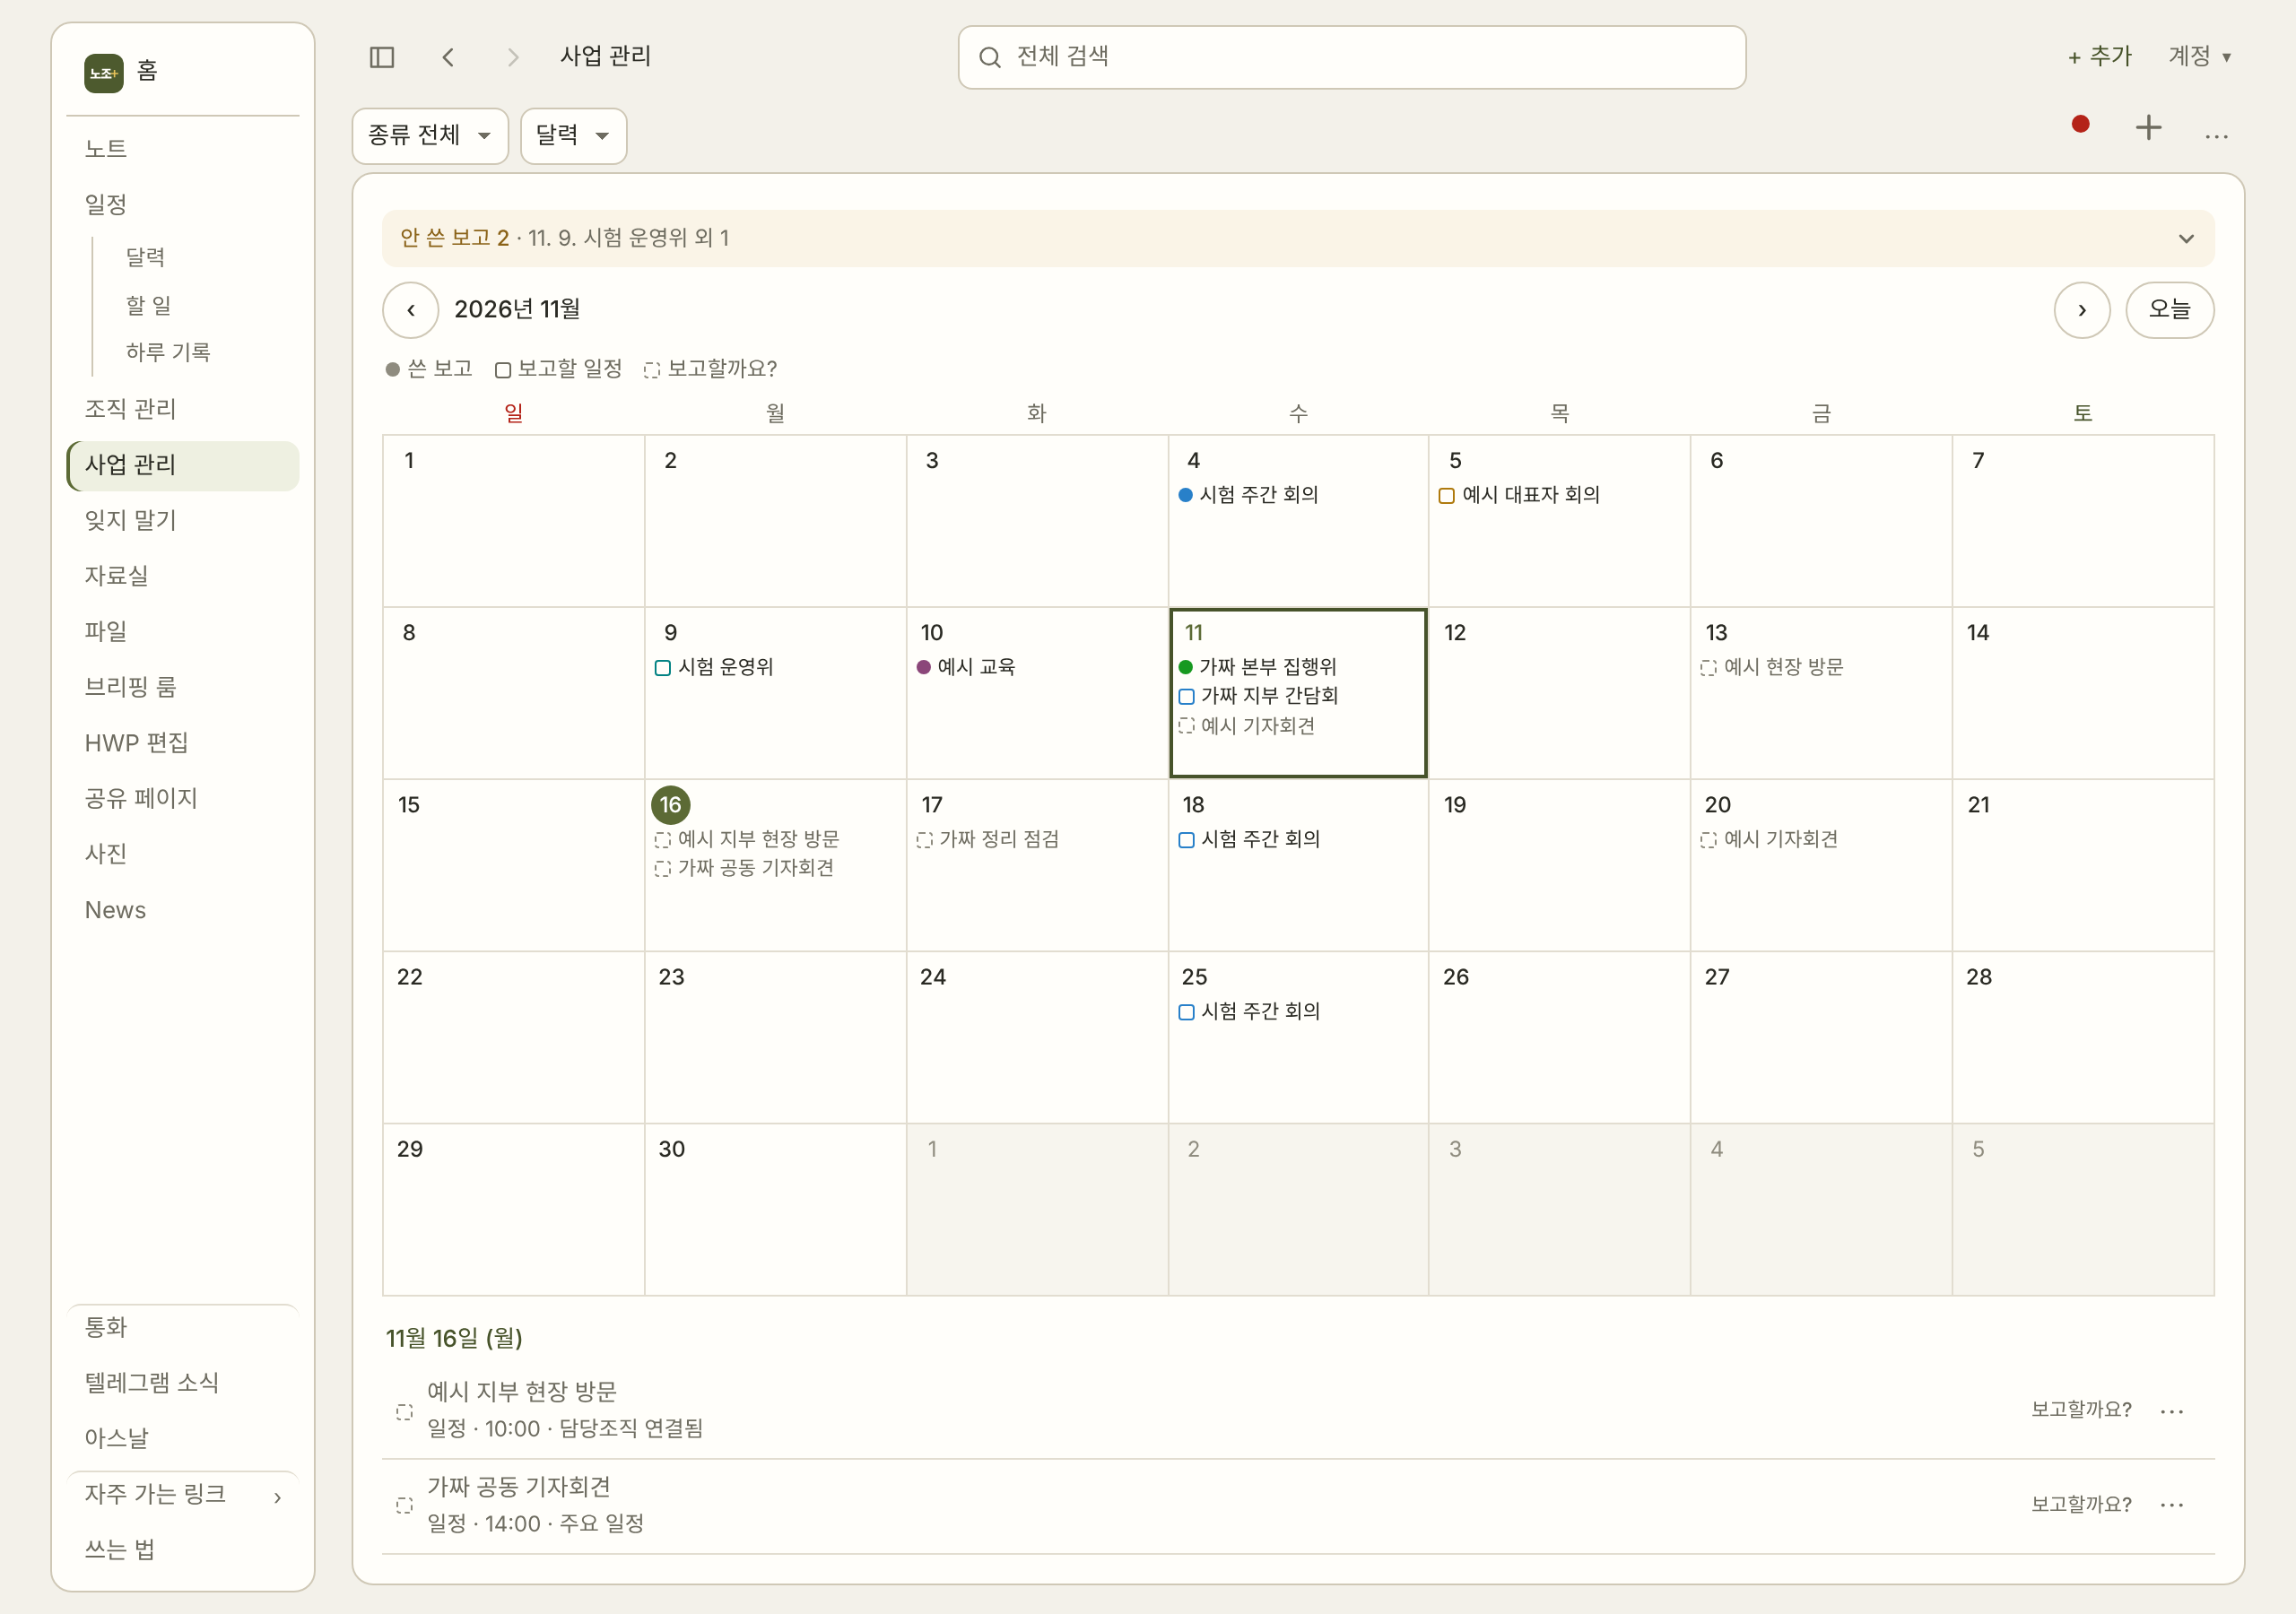 노조+ 홈
노트
일정
달력
할 일
하루 기록
조직 관리
사업 관리
잊지 말기
자료실
파일
브리핑 룸
HWP 편집
공유 페이지
사진
News
통화
텔레그램 소식
아스날
자주 가는 링크 ›
쓰는 법
사업 관리
전체 검색
+ 추가 계정 ▾
종류 전체 달력
...
안 쓴 보고 2 · 11. 9. 시험 운영위 외 1
‹ 2026년 11월 › 오늘
쓴 보고 보고할 일정 보고할까요?
일 월 화 수 목 금 토
1 2 3 4 5 6 7
시험 주간 회의 예시 대표자 회의
8 9 10 11 12 13 14
시험 운영위 예시 교육 가짜 본부 집행위 예시 현장 방문
가짜 지부 간담회
예시 기자회견
15 16 17 18 19 20 21
예시 지부 현장 방문 가짜 정리 점검 시험 주간 회의 예시 기자회견
가짜 공동 기자회견
22 23 24 25 26 27 28
시험 주간 회의
29 30 1 2 3 4 5
11월 16일 (월)
예시 지부 현장 방문
일정 · 10:00 · 담당조직 연결됨
보고할까요? ...
가짜 공동 기자회견
일정 · 14:00 · 주요 일정
보고할까요? ...